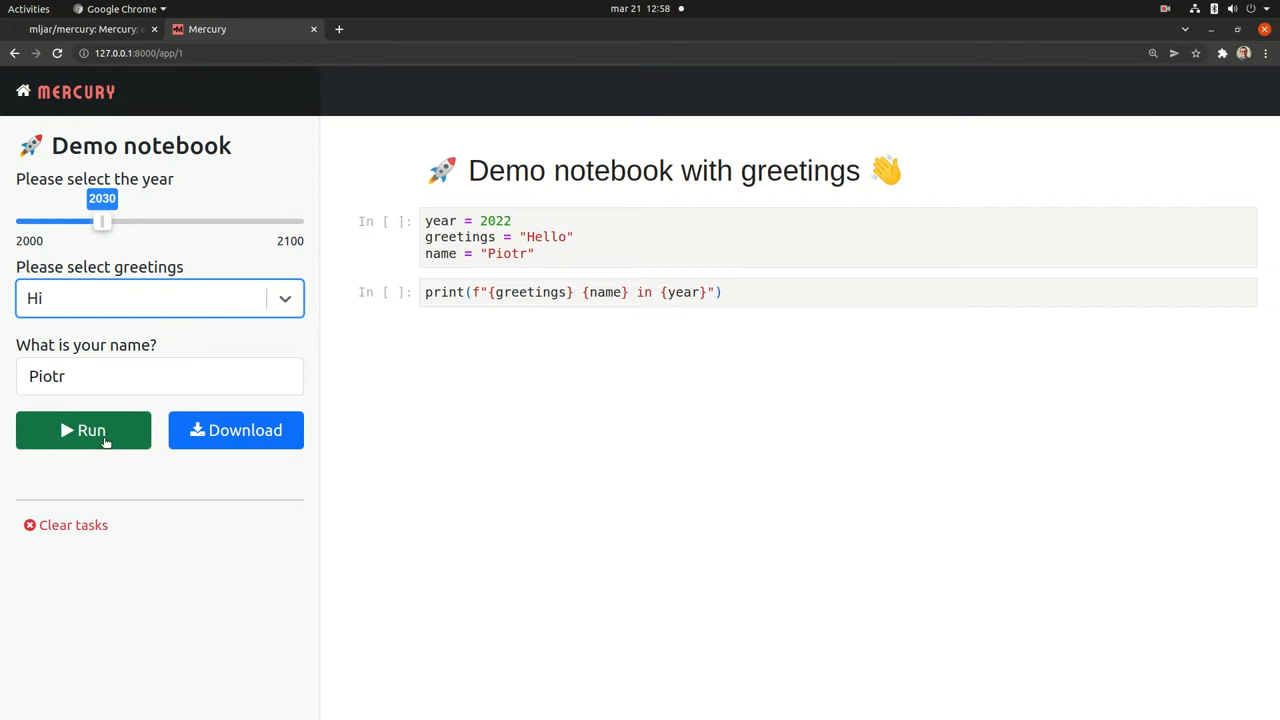 Activities
Google Chrome
mar 21 12:58
mljar/mercury: Mercury:
Mercury
127.0.0.1:8000/app/1
MERCURY
🚀 Demo notebook
Please select the year
2030
2000 2100
Please select greetings
Hi
What is your name?
Piotr
Run
Download
Clear tasks
🚀 Demo notebook with greetings 👋
In [ ]: year = 2022
greetings = "Hello"
name = "Piotr"
In [ ]: print(f"{greetings} {name} in {year}")